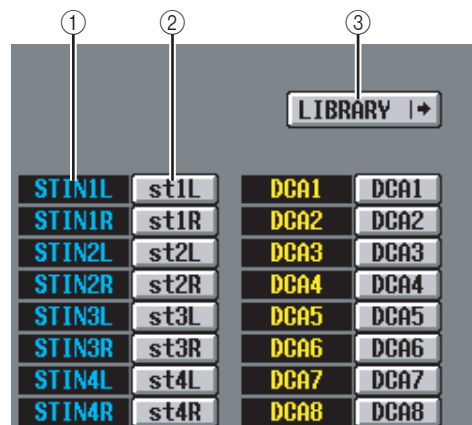 ① ② ③
LIBRARY
STIN1L st1L DCA1 DCA1
STIN1R st1R DCA2 DCA2
STIN2L st2L DCA3 DCA3
STIN2R st2R DCA4 DCA4
STIN3L st3L DCA5 DCA5
STIN3R st3R DCA6 DCA6
STIN4L st4L DCA7 DCA7
STIN4R st4R DCA8 DCA8